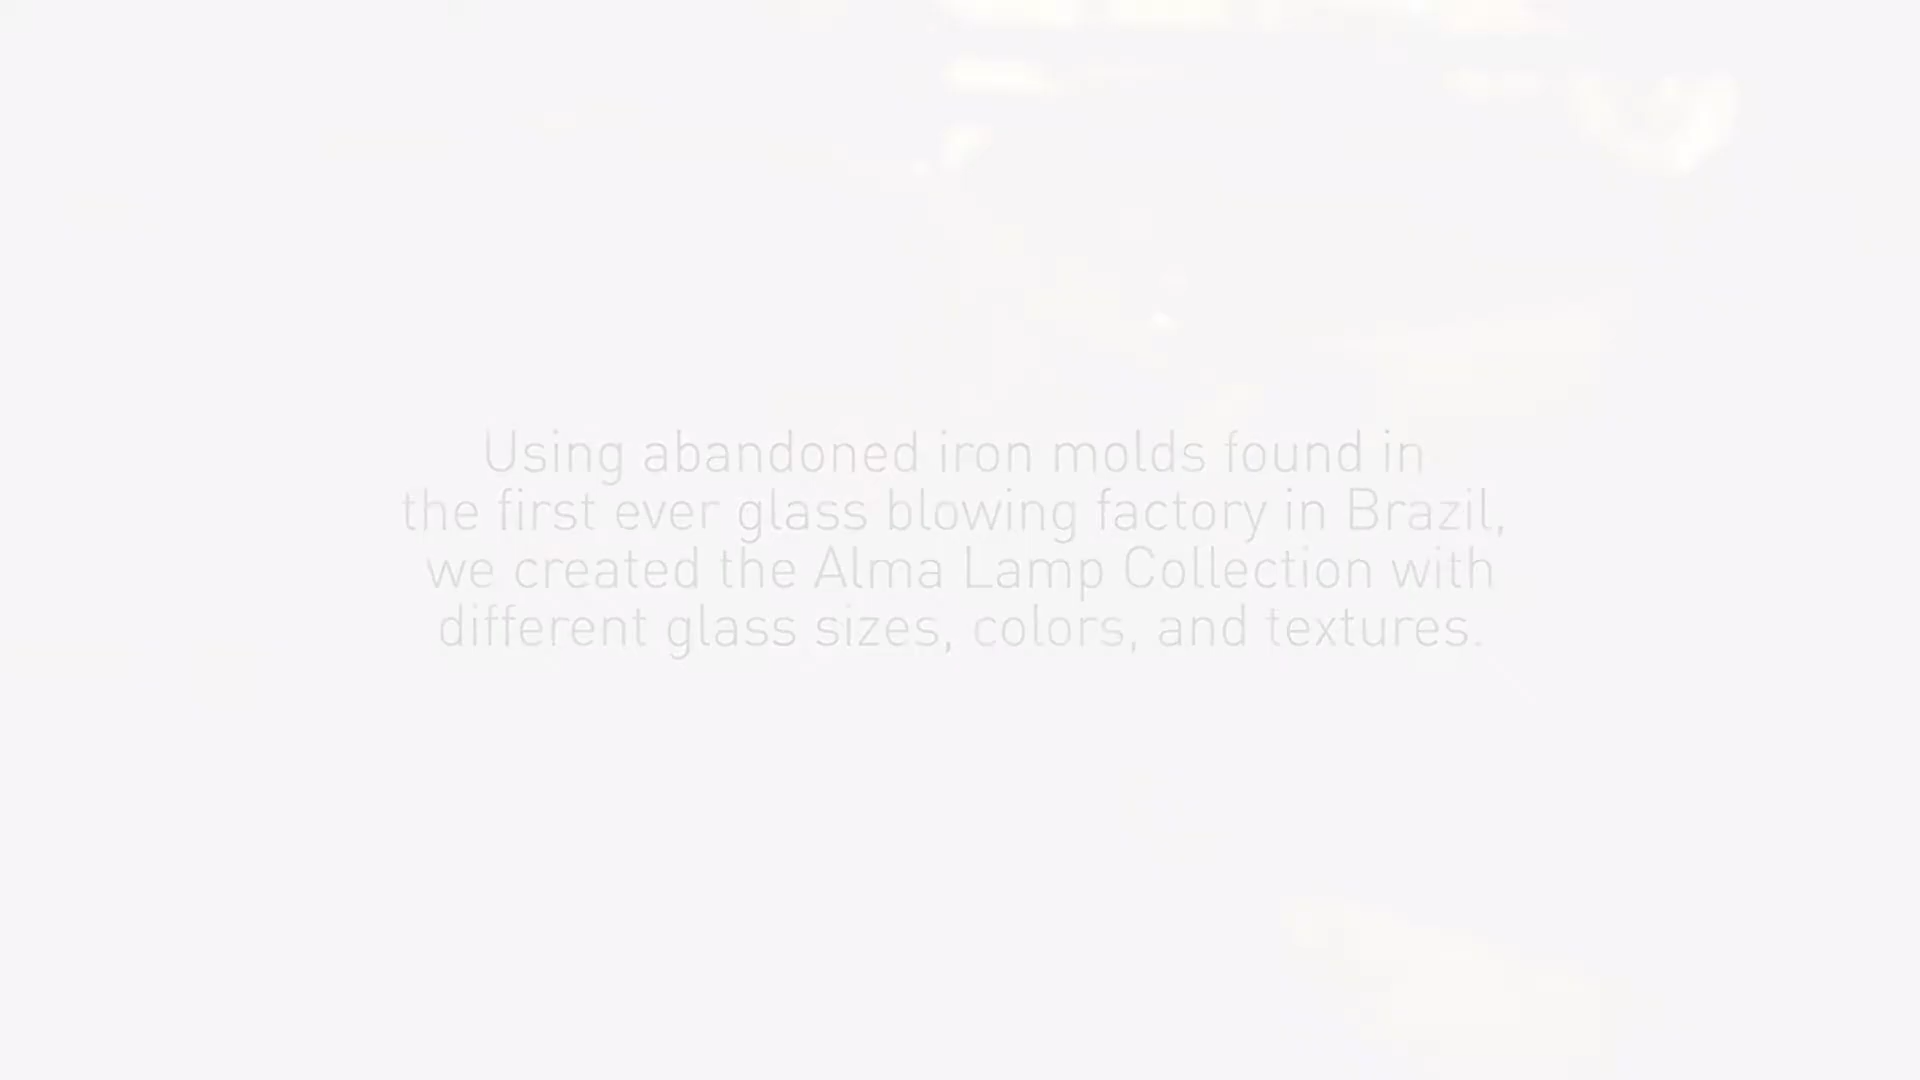 Using abandoned iron molds found in
the first ever glass blowing factory in Brazil,
we created the Alma Lamp Collection with
different glass sizes, colors, and textures.